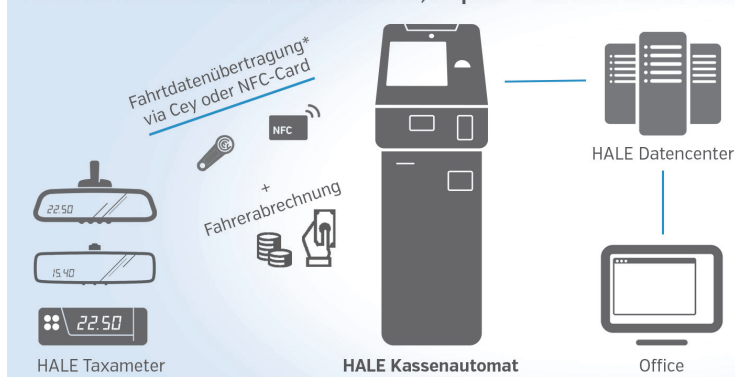 Fahrtdatenübertragung*
via Cey oder NFC-Card
NFC
+
Fahrerabrechnung
22.50
15.40
22.50
HALE Taxameter
HALE Kassenautomat
HALE Datencenter
Office